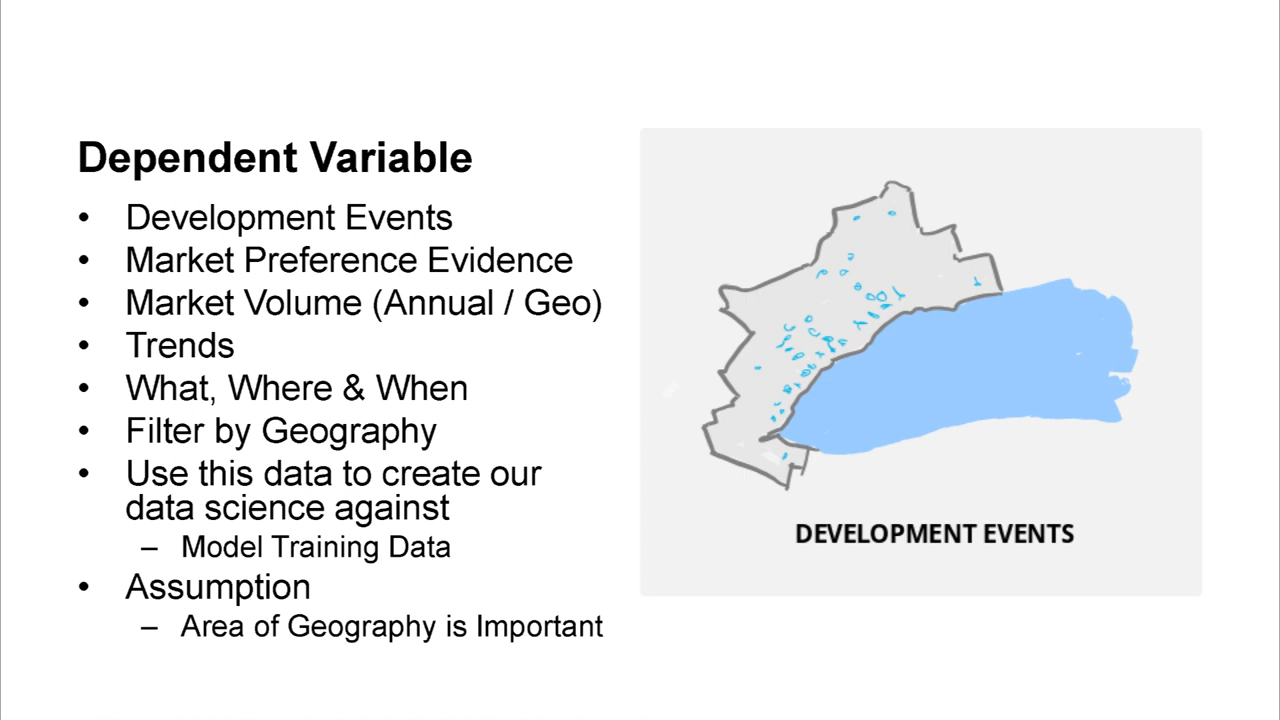 Dependent Variable
• Development Events
• Market Preference Evidence
• Market Volume (Annual / Geo)
• Trends
• What, Where & When
• Filter by Geography
• Use this data to create our
data science against
– Model Training Data
• Assumption
– Area of Geography is Important
DEVELOPMENT EVENTS